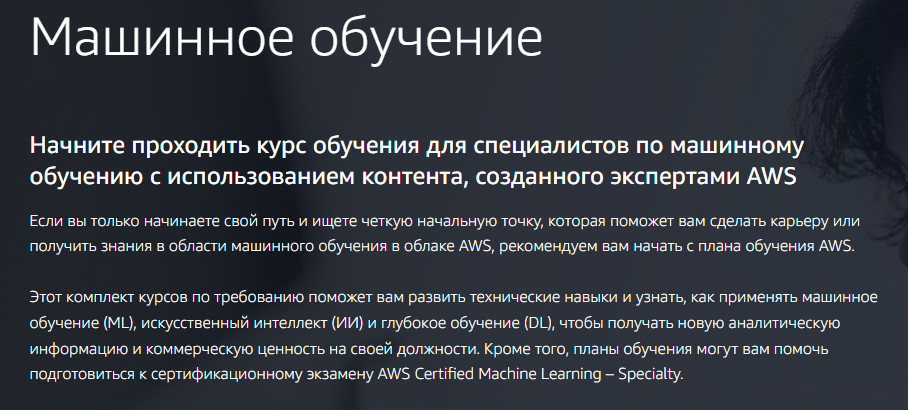 Машинное обучение
Начните проходить курс обучения для специалистов по машинному
обучению с использованием контента, созданного экспертами AWS
Если вы только начинаете свой путь и ищете четкую начальную точку, которая поможет вам сделать карьеру или
получить знания в области машинного обучения в облаке AWS, рекомендуем вам начать с плана обучения AWS.
Этот комплект курсов по требованию поможет вам развить технические навыки и узнать, как применять машинное
обучение (ML), искусственный интеллект (ИИ) и глубокое обучение (DL), чтобы получать новую аналитическую
информацию и коммерческую ценность на своей должности. Кроме того, планы обучения могут вам помочь
подготовиться к сертификационному экзамену AWS Certified Machine Learning – Specialty.